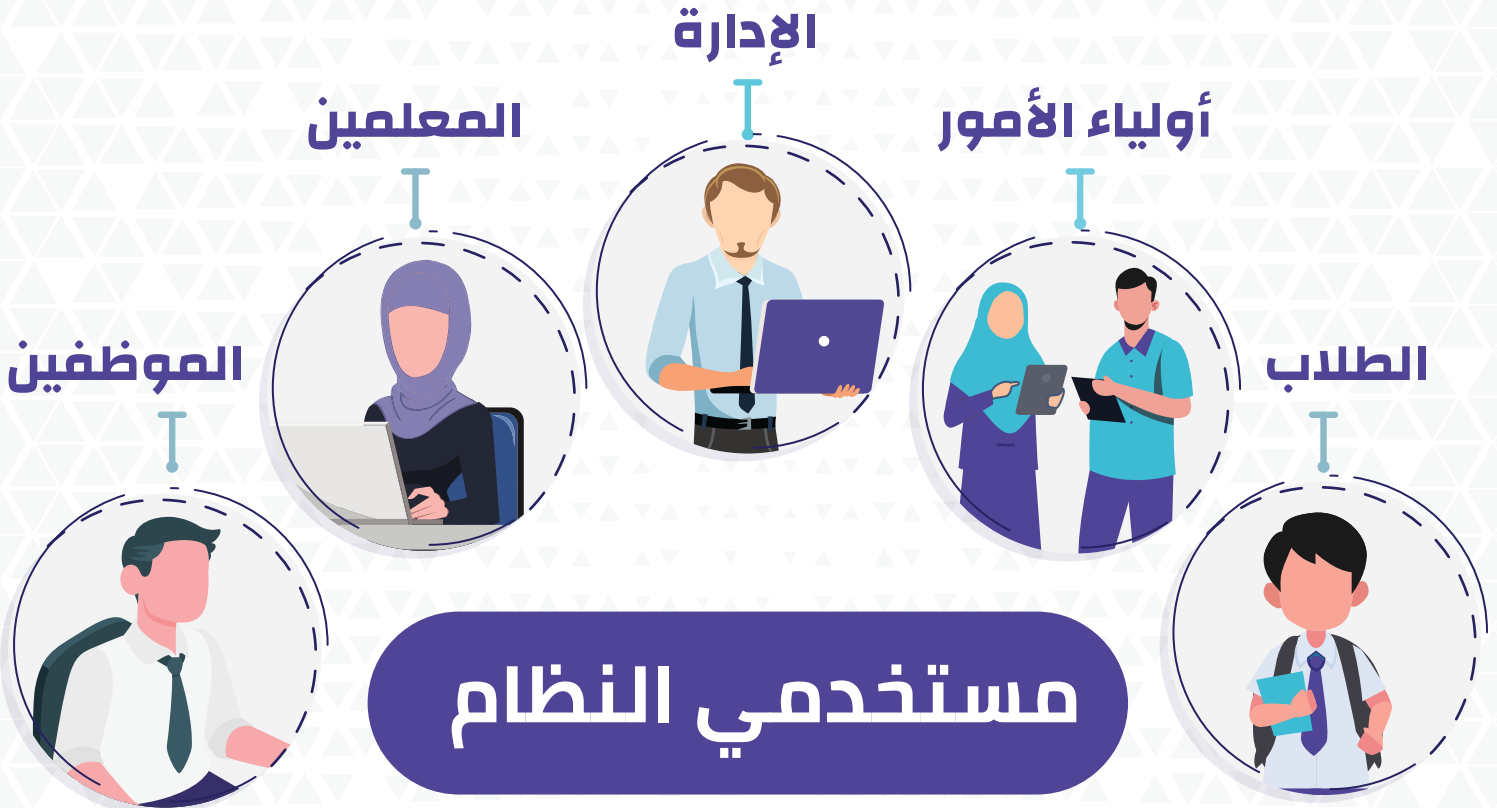 الإدارة
أولياء الأمور
المعلمين
الطلاب
الموظفين
مستخدمي النظام